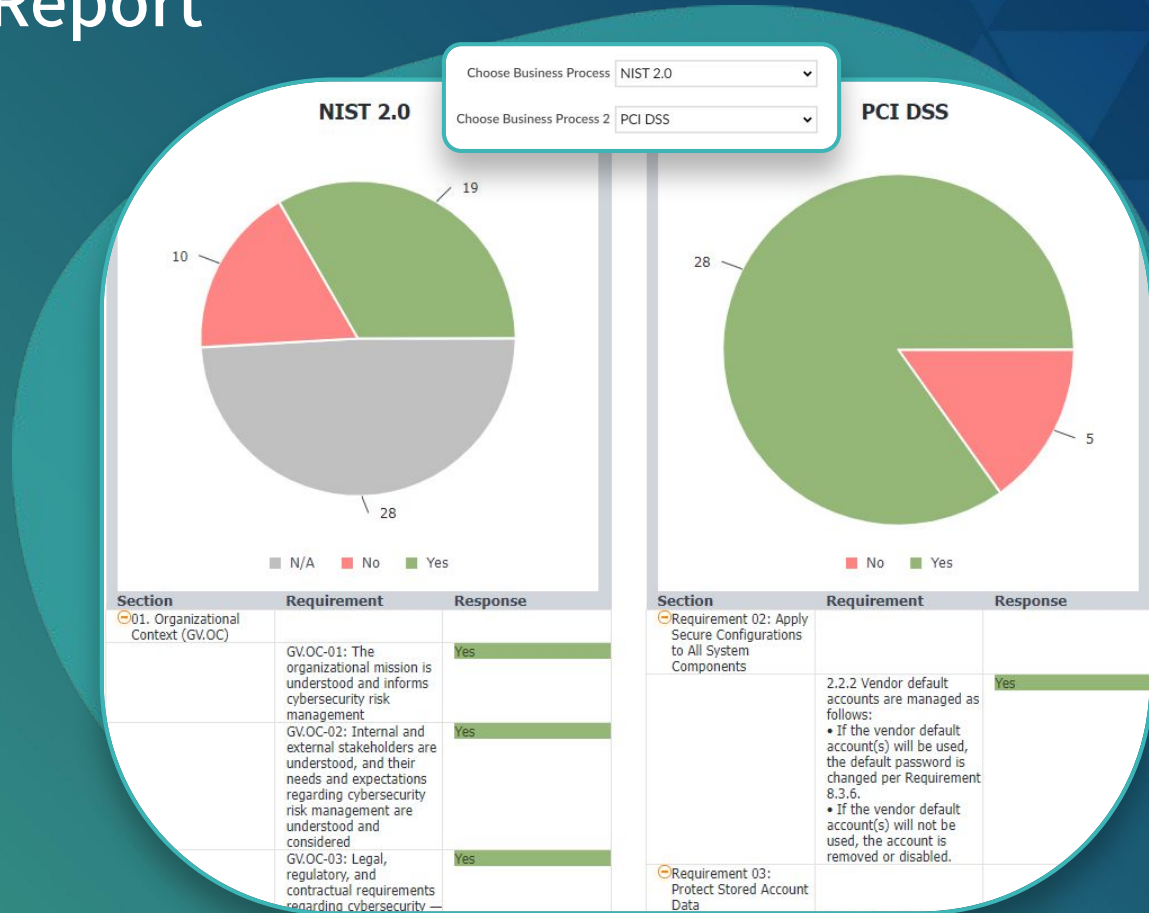 Report
Choose Business Process NIST 2.0
Choose Business Process 2 PCI DSS
NIST 2.0
19
10
28
N/A No Yes
Section Requirement Response
01. Organizational
Context (GV.OC)
GV.OC-01: The Yes
organizational mission is
understood and informs
cybersecurity risk
management
GV.OC-02: Internal and Yes
external stakeholders are
understood, and their
needs and expectations
regarding cybersecurity
risk management are
understood and
considered
GV.OC-03: Legal, Yes
regulatory, and
contractual requirements
regarding cybersecurity —
PCI DSS
28
5
No Yes
Section Requirement Response
Requirement 02: Apply
Secure Configurations
to All System
Components
2.2.2 Vendor default Yes
accounts are managed as
follows:
• If the vendor default
account(s) will be used,
the default password is
changed per Requirement
8.3.6.
• If the vendor default
account(s) will not be
used, the account is
removed or disabled.
Requirement 03:
Protect Stored Account
Data